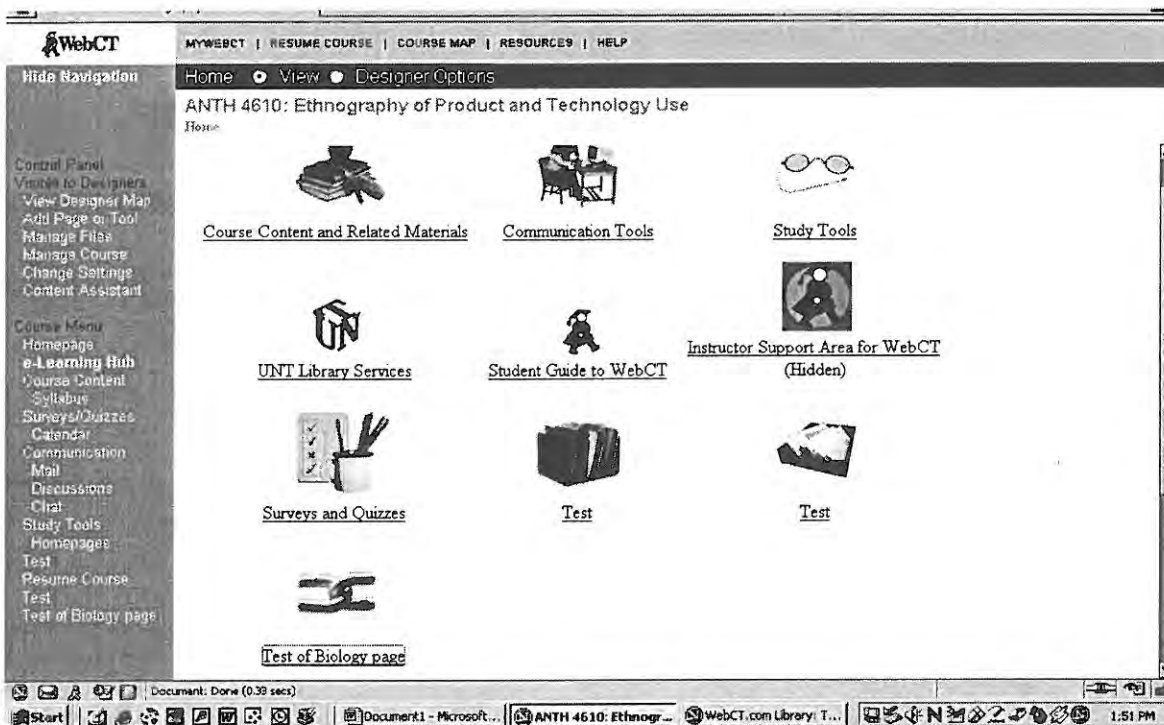 WebCT
MYWEBCT | RESUME COURSE | COURSE MAP | RESOURCES | HELP
Hide Navigation
Home View Designer Options
ANTH 4610: Ethnography of Product and Technology Use
Home
Control Panel
Visible to Designers
View Designer Map
Add Page or Tool
Manage Files
Manage Course
Change Settings
Content Assistant
Course Menu
Homepage
e-Learning Hub
Course Content
Syllabus
Surveys/Quizzes
Calendar
Communication
Mail
Discussions
Chat
Study Tools
Homepages
Test
Resume Course
Test
Test of Biology page
Course Content and Related Materials
Communication Tools
Study Tools
UNT Library Services
Student Guide to WebCT
Instructor Support Area for WebCT
(Hidden)
Surveys and Quizzes
Test
Test
Test of Biology page
Document: Done (0.33 secs)
Start
Document1 - Microsoft...
ANTH 4610: Ethnogr...
WebCT.com Library: T...
1:51 PM